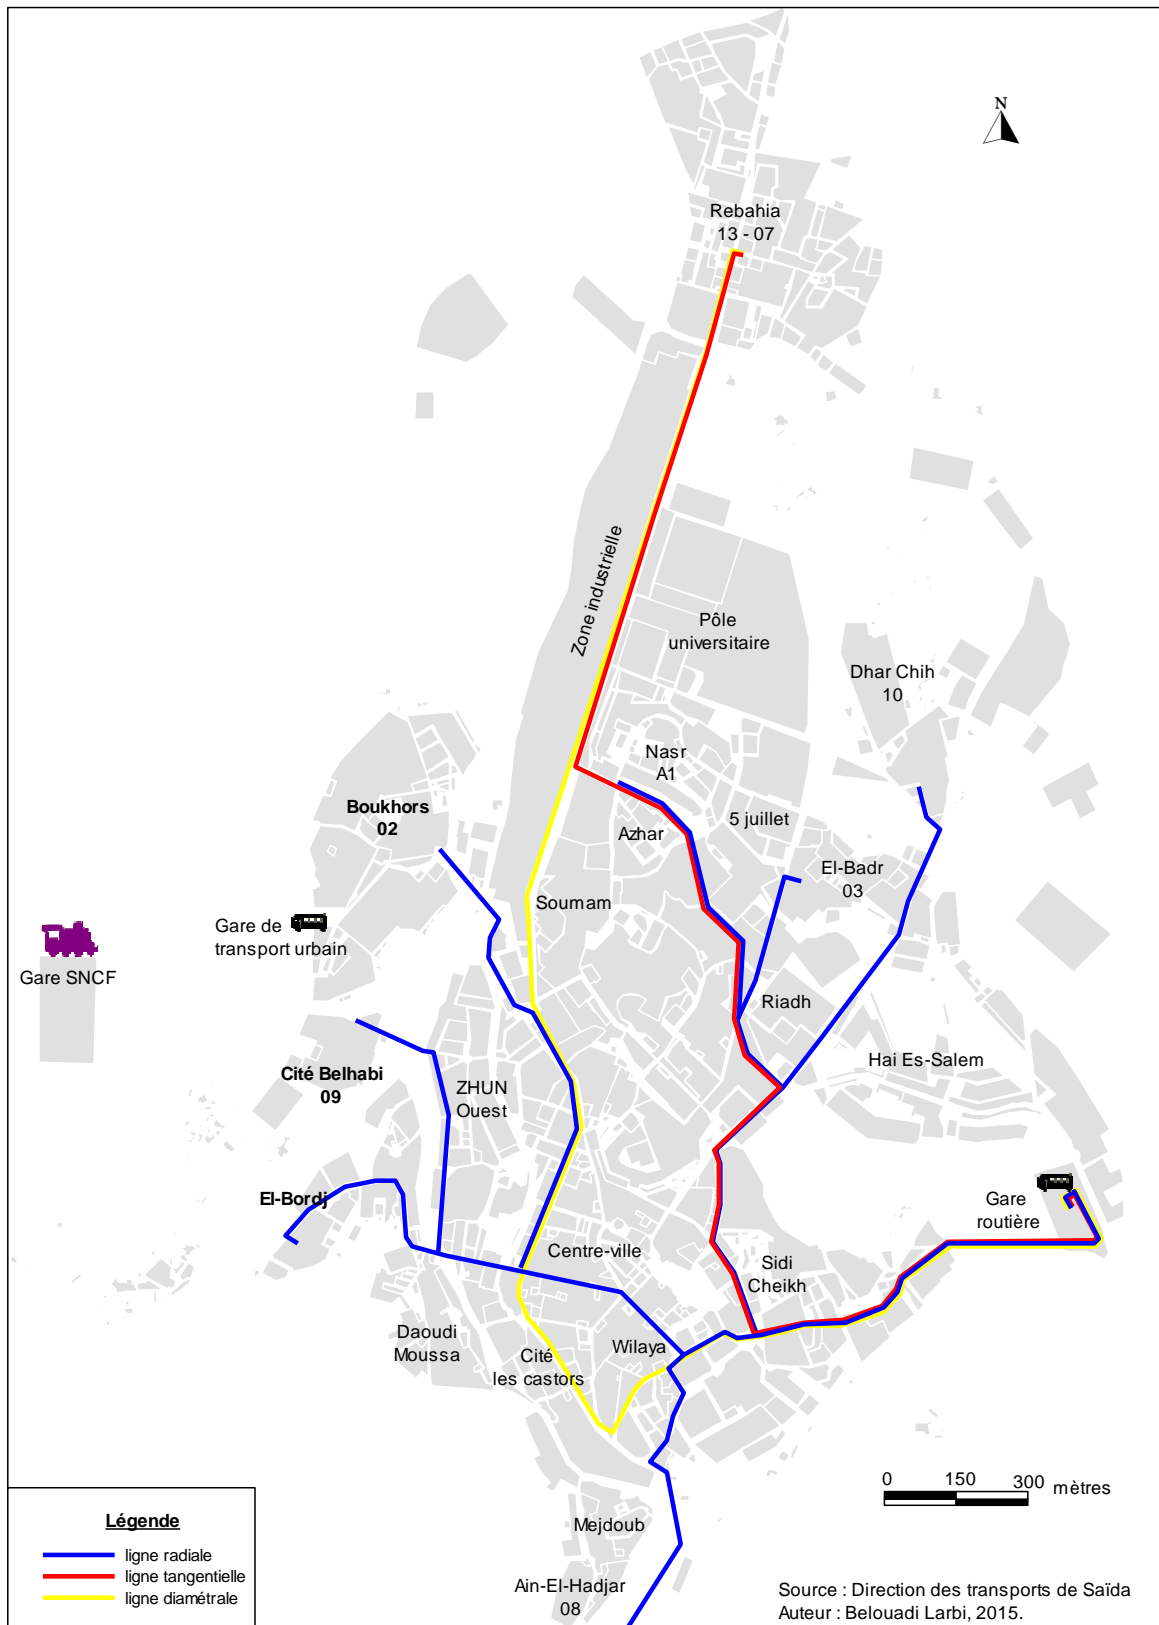 N
Rebahia
13 - 07
Zone industrielle
Pôle
universitaire
Dhar Chih
10
Nasr
A1
Boukhors
02
Azhar
5 juillet
El-Badr
03
Soumam
Gare de
transport urbain
Gare SNCF
Riadh
Hai Es-Salem
Cité Belhabi
09
ZHUN
Ouest
El-Bordj
Gare
routière
Centre-ville
Sidi
Cheikh
Daoudi
Moussa
Cité
les castors
Wilaya
0 150 300 mètres
Mejdoub
Ain-El-Hadjar
08
Légende
ligne radiale
ligne tangentielle
ligne diamétrale
Source : Direction des transports de Saïda
Auteur : Belouadi Larbi, 2015.